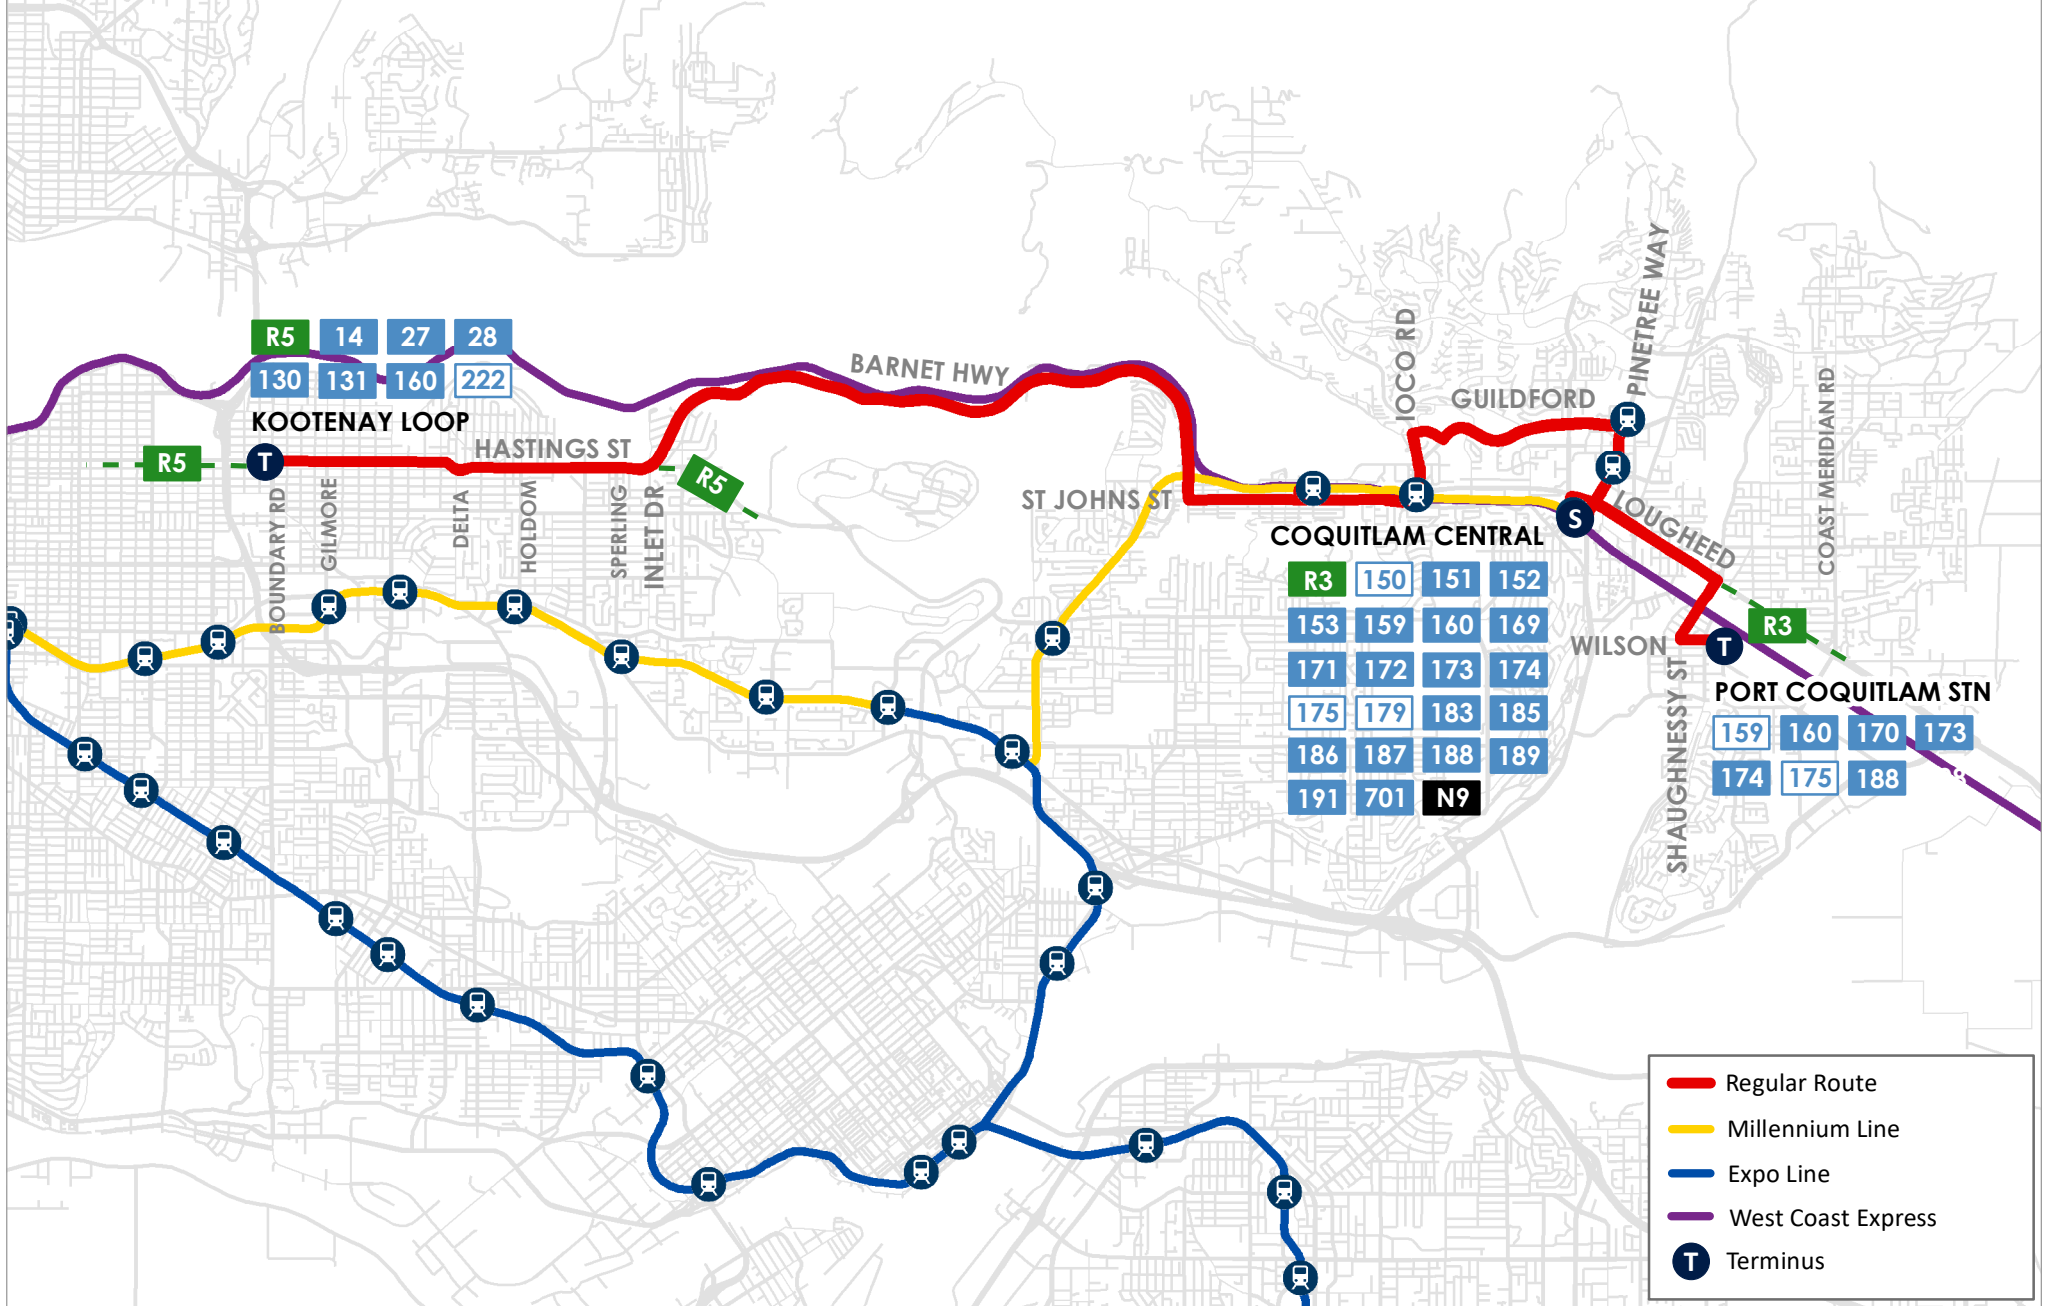 R5 14 27 28
130 131 160 222
KOOTENAY LOOP
R5
T
HASTINGS ST
R5
BARNET HWY
BOUNDARY RD
GILMORE
DELTA
HOLDOM
SPERLING
INLET DR
ST JOHNS ST
IOCO RD
GUILDFORD
PINETREE WAY
COAST MERIDIAN RD
LOUGHEED
S
COQUITLAM CENTRAL
R3 150 151 152
153 159 160 169
171 172 173 174
175 179 183 185
186 187 188 189
191 701 N9
WILSON
T
R3
SHAUGHNESSY ST
PORT COQUITLAM STN
159 160 170 173
174 175 188
Regular Route
Millennium Line
Expo Line
West Coast Express
T Terminus